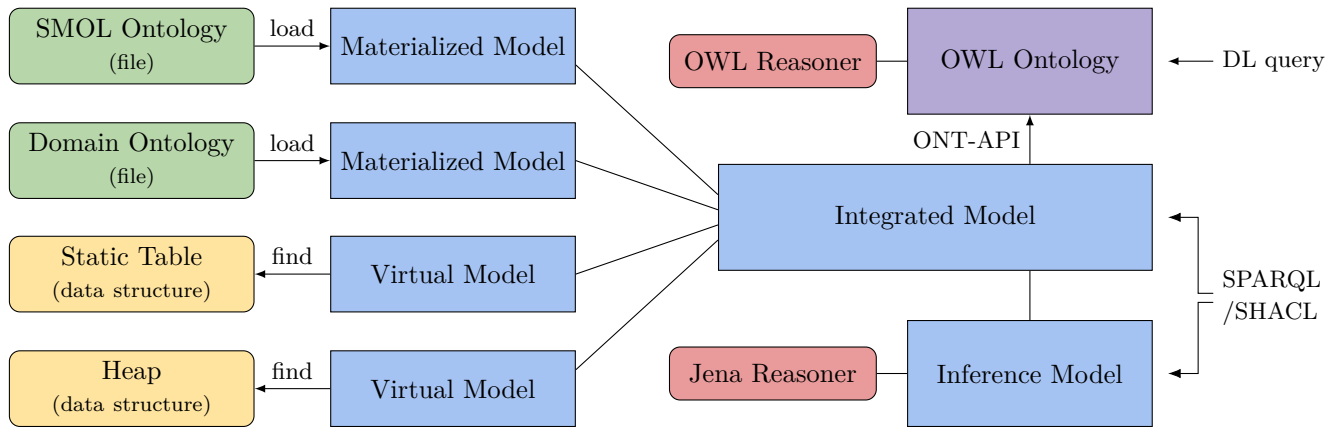 SMOL Ontology
(file)
load
Materialized Model
OWL Reasoner
OWL Ontology
DL query
Domain Ontology
(file)
load
Materialized Model
ONT-API
Integrated Model
Static Table
(data structure)
find
Virtual Model
SPARQL
/SHACL
Heap
(data structure)
find
Virtual Model
Jena Reasoner
Inference Model